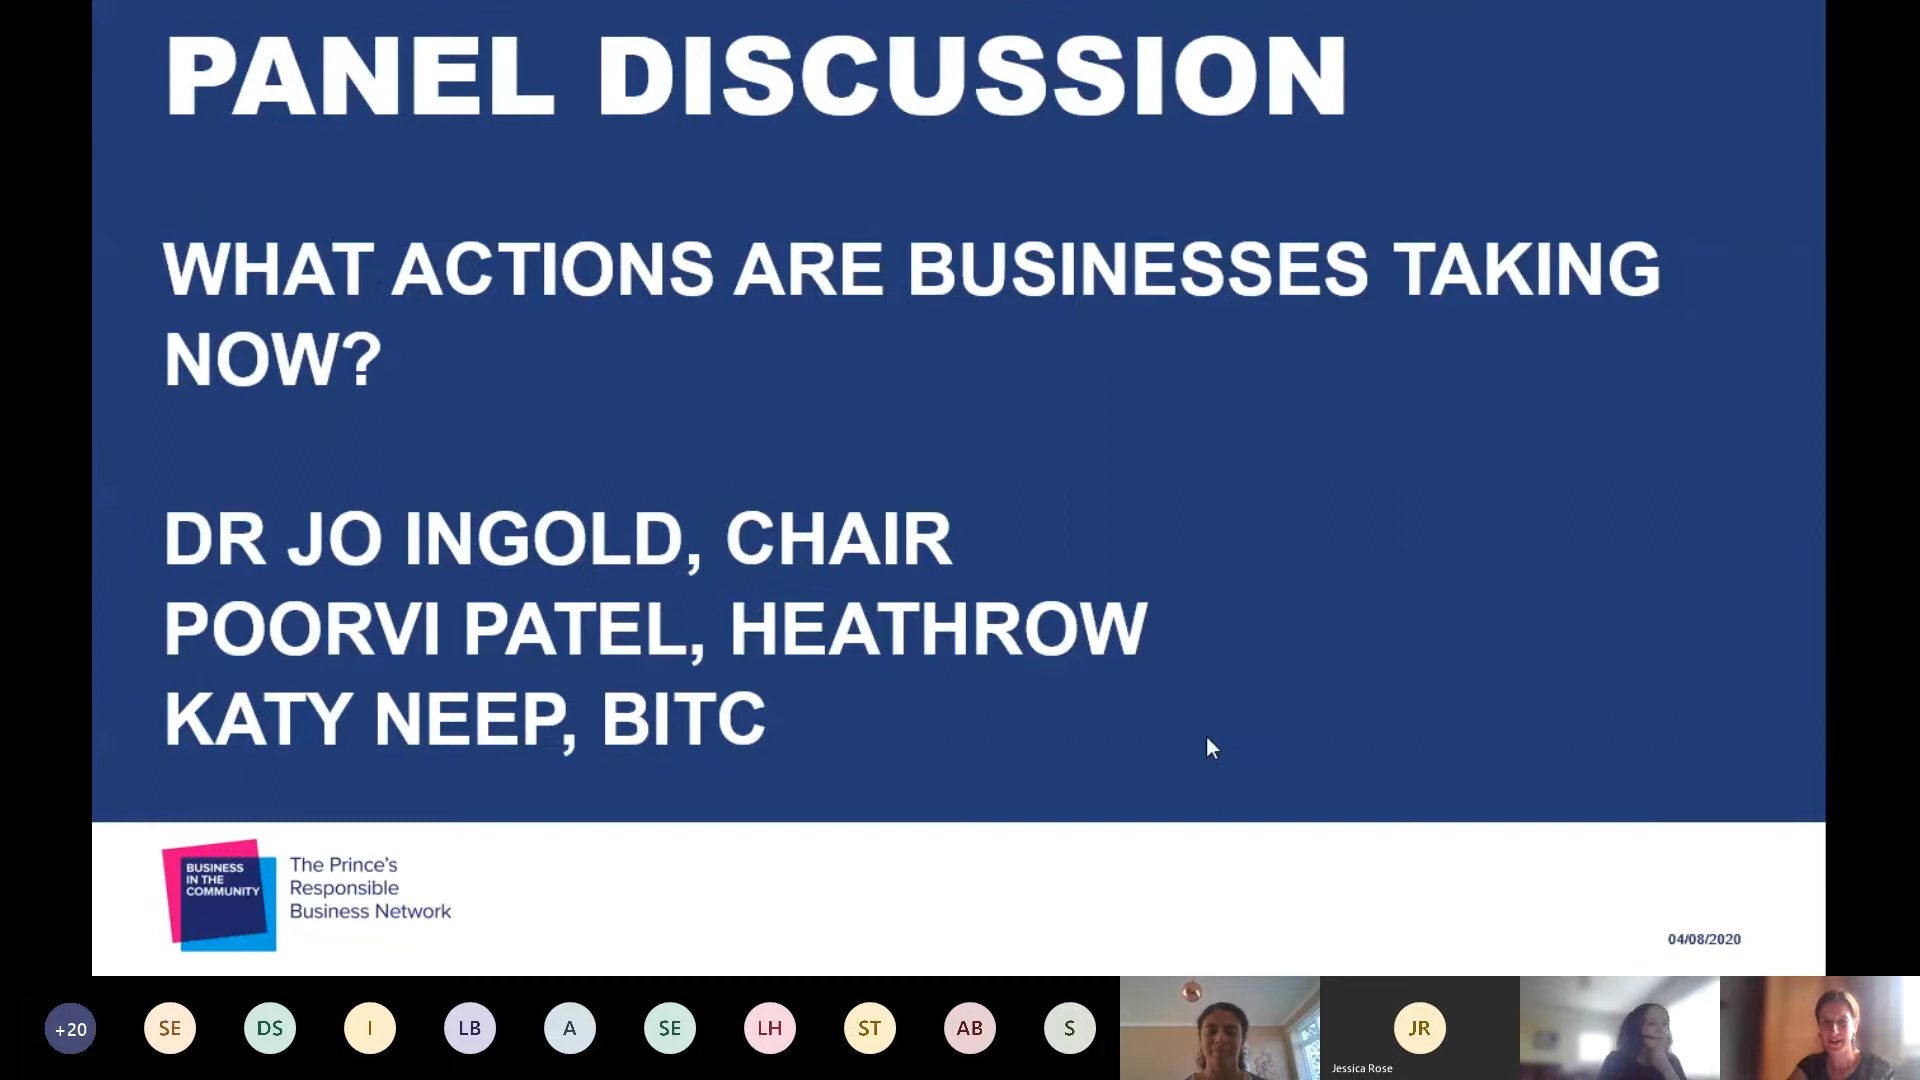 PANEL DISCUSSION
WHAT ACTIONS ARE BUSINESSES TAKING
NOW?
DR JO INGOLD, CHAIR
POORVI PATEL, HEATHROW
KATY NEEP, BITC
BUSINESS
IN THE
COMMUNITY
The Prince's
Responsible
Business Network
04/08/2020
+20
SE
DS
I
LB
A
SE
LH
ST
AB
S
JR
Jessica Rose